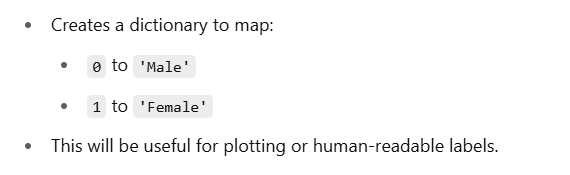 Creates a dictionary to map:
0 to 'Male'
1 to 'Female'
This will be useful for plotting or human-readable labels.